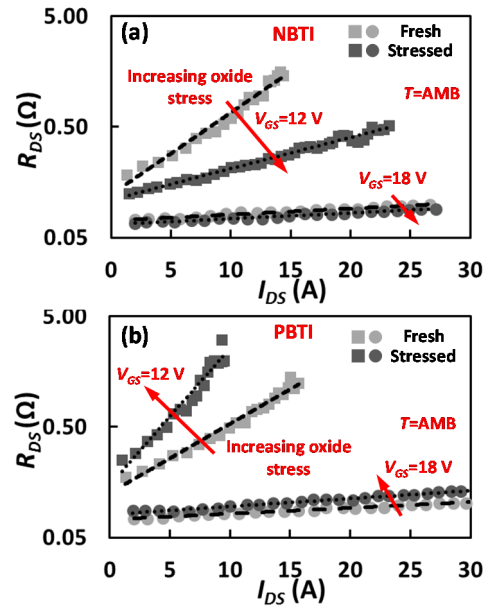 (a)
NBTI
Fresh
Stressed
Increasing oxide
stress
V_GS=12 V
T=AMB
V_GS=18 V
R_DS (Ω)
0.50
0.05
0 5 10 15 20 25 30
I_DS (A)
5.00
(b)
PBTI
Fresh
Stressed
V_GS=12 V
T=AMB
R_DS (Ω)
0.50
Increasing oxide
stress
V_GS=18 V
0.05
0 5 10 15 20 25 30
I_DS (A)